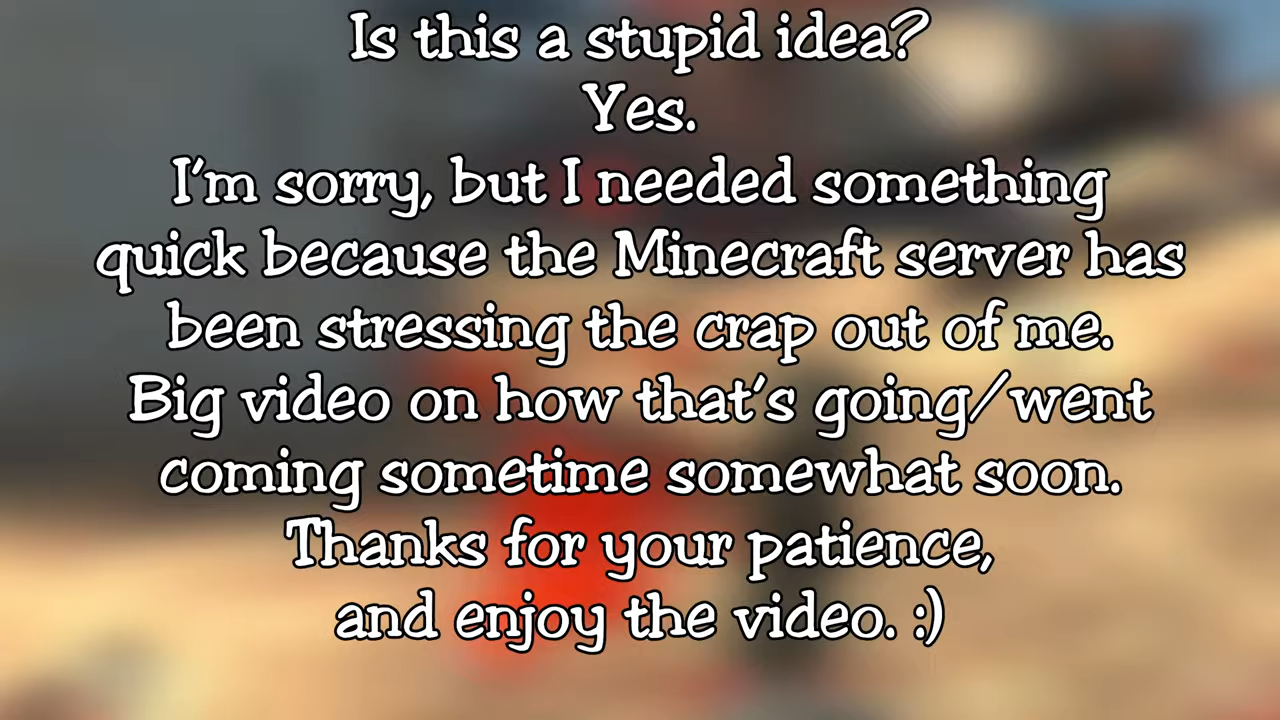 Is this a stupid idea?
Yes.
I'm sorry, but I needed something
quick because the Minecraft server has
been stressing the crap out of me.
Big video on how that's going/went
coming sometime somewhat soon.
Thanks for your patience,
and enjoy the video. :)